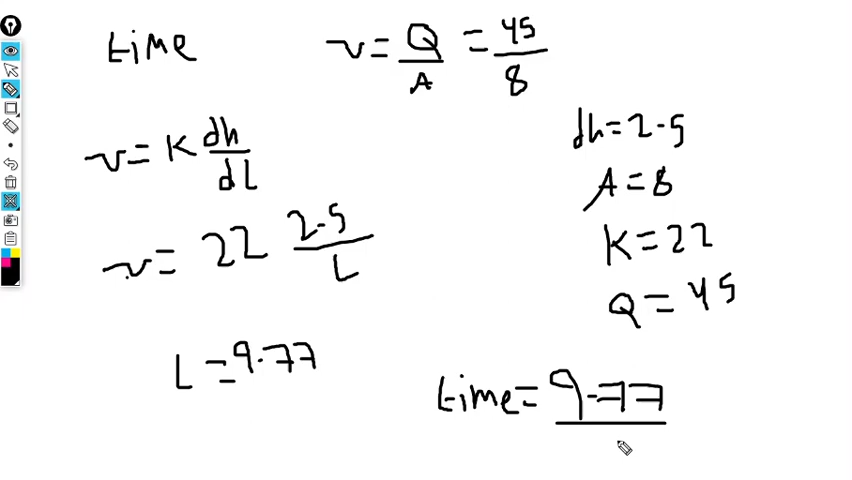 time
v = Q/A = 45/8
v = K dh/dL
v = 22 2.5/L
L = 9.77
dh = 2.5
A = 8
K = 22
Q = 45
time = 9.77